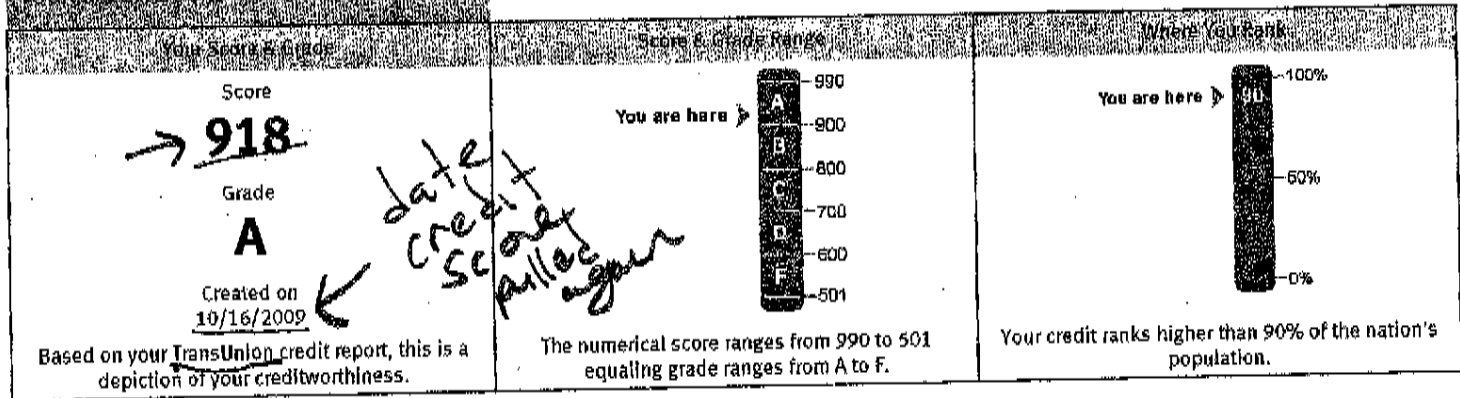 Your Score & Grade
Score
918
Grade
A
Created on
10/16/2009
Based on your TransUnion credit report, this is a
depiction of your creditworthiness.
date
credit
score
pulled
again
Score & Grade Range
You are here
990
A
900
B
800
C
700
D
600
F
501
The numerical score ranges from 990 to 501
equaling grade ranges from A to F.
Where You Rank
You are here
90
100%
50%
0%
Your credit ranks higher than 90% of the nation's
population.